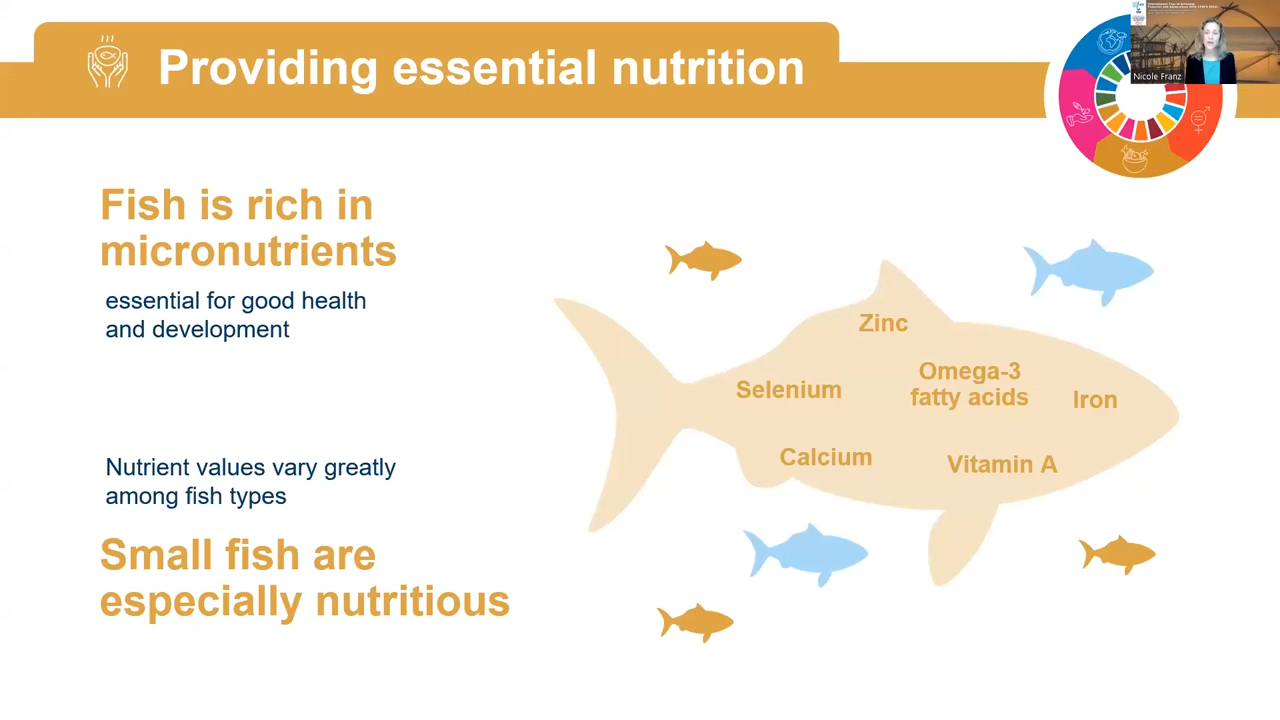 Providing essential nutrition
Nicole Franz
Fish is rich in
micronutrients
essential for good health
and development
Nutrient values vary greatly
among fish types
Small fish are
especially nutritious
Zinc
Omega-3
fatty acids
Selenium
Iron
Calcium
Vitamin A